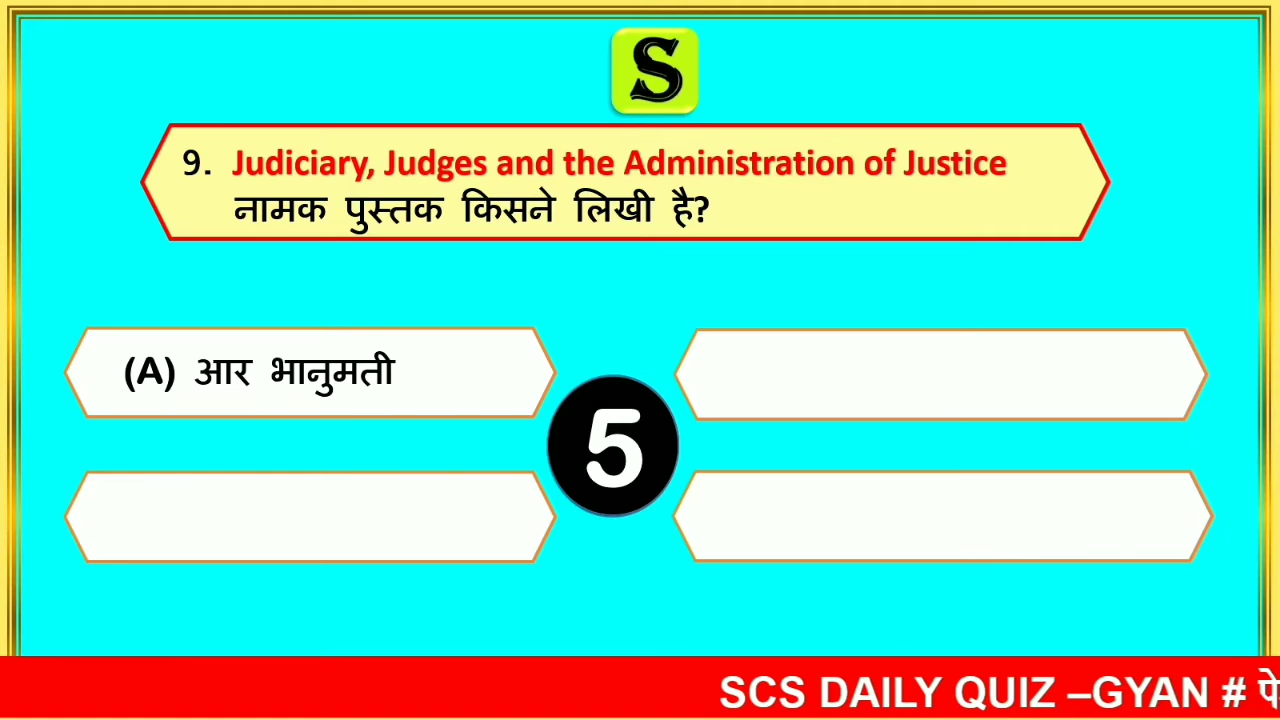 S
9. Judiciary, Judges and the Administration of Justice
नामक पुस्तक किसने लिखी है?
(A) आर भानुमती
5
SCS DAILY QUIZ –GYAN # पे